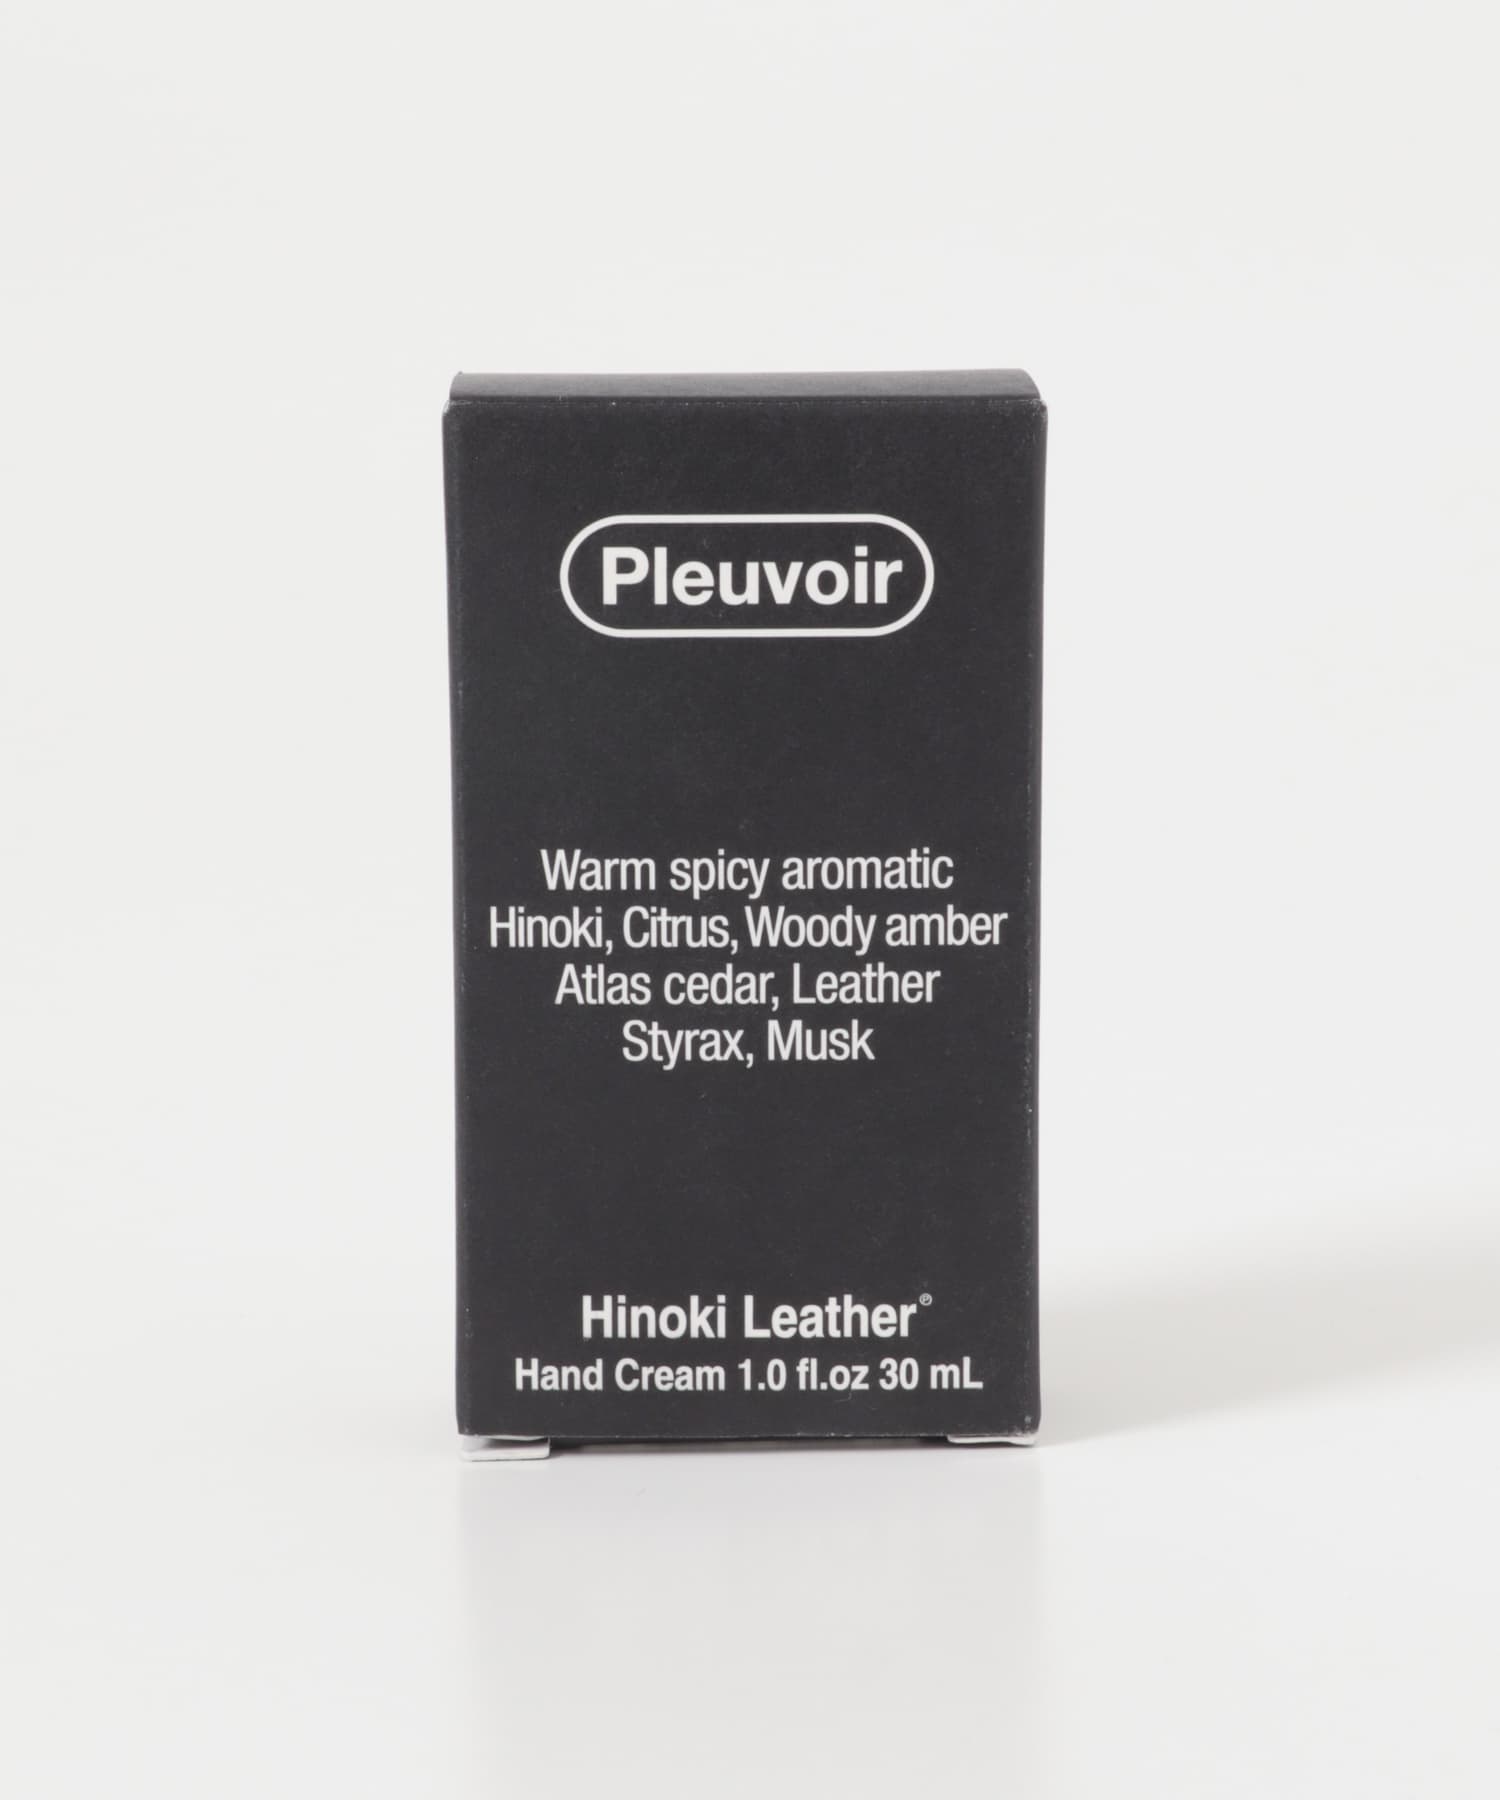 Pleuvoir
Warm spicy aromatic
Hinoki, Citrus, Woody amber
Atlas cedar, Leather
Styrax, Musk
Hinoki Leather℗
Hand Cream 1.0 fl.oz 30 mL